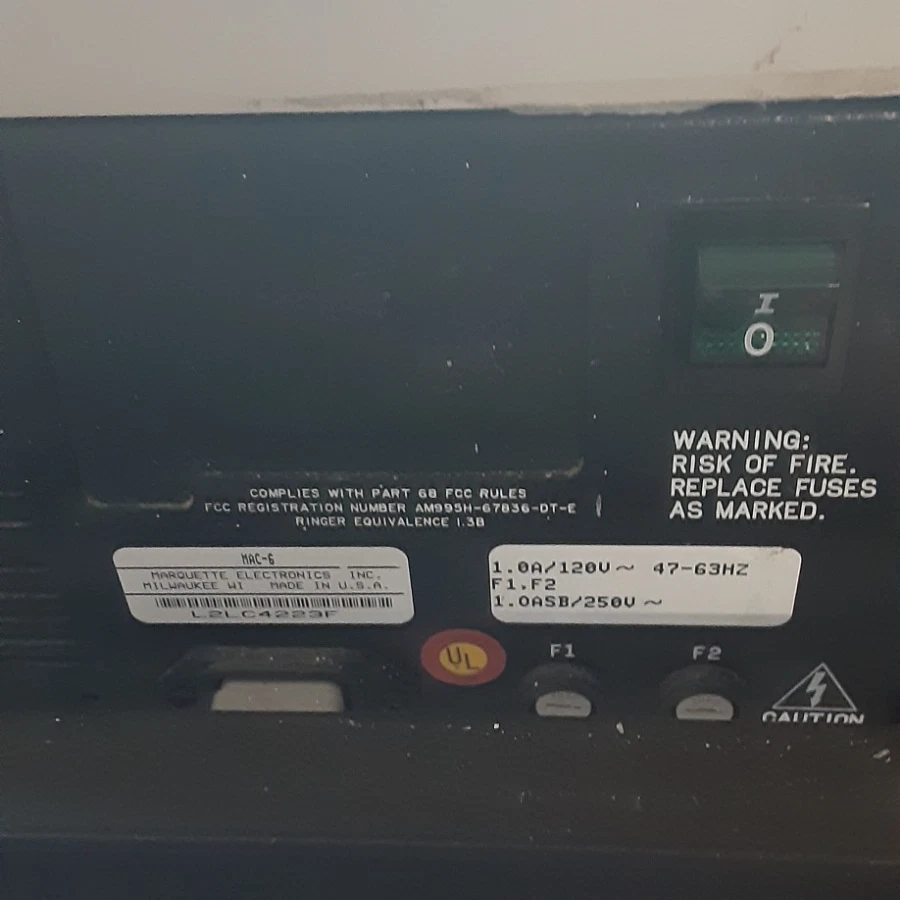 I
O
WARNING:
RISK OF FIRE.
REPLACE FUSES
AS MARKED.
COMPLIES WITH PART 68 FCC RULES
FCC REGISTRATION NUMBER AM995H-67836-DT-E
RINGER EQUIVALENCE 1.3B
MAC-6
MARQUETTE ELECTRONICS INC.
MILWAUKEE WI MADE IN U.S.A.
L2LC4223F
1.0A/120V ~ 47-63HZ
F1.F2
1.0ASB/250V ~
UL
F1
F2
CAUTION